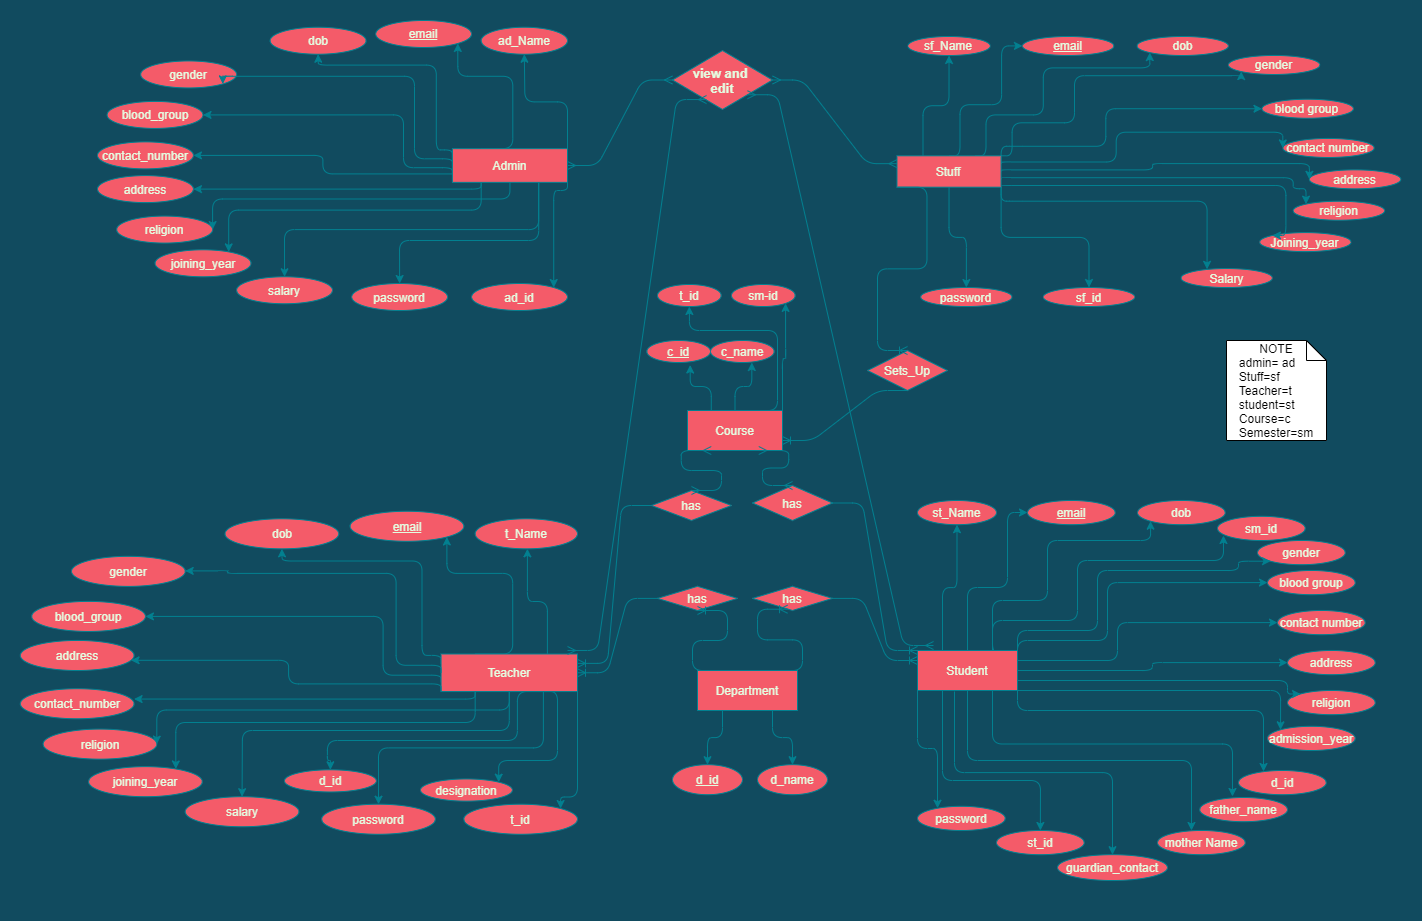 dob
email
ad_Name
gender
blood_group
contact_number
address
religion
joining_year
salary
password
ad_id
Admin
view and
edit
sf_Name
email
dob
gender
blood group
contact number
address
religion
Joining_year
Salary
sf_id
password
Stuff
t_id
sm-id
c_id
c_name
Course
Sets_Up
NOTE
admin= ad
Stuff=sf
Teacher=t
student=st
Course=c
Semester=sm
has
has
dob
email
t_Name
gender
blood_group
address
contact_number
religion
joining_year
salary
d_id
password
designation
t_id
Teacher
has
has
Department
d_id
d_name
st_Name
email
dob
sm_id
gender
blood group
contact number
address
religion
admission_year
d_id
father_name
mother Name
guardian_contact
st_id
password
Student